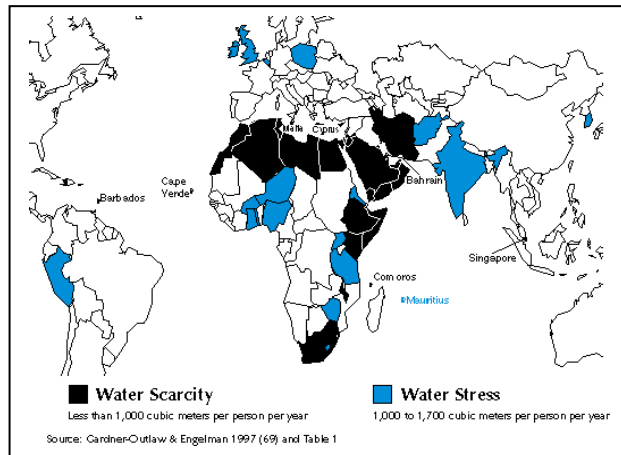 Malta
Cyprus
Cape
Verde
Barbados
Bahrain
Singapore
Comoros
Mauritius
Water Scarcity
Less than 1,000 cubic meters per person per year
Water Stress
1,000 to 1,700 cubic meters per person per year
Source: Gardner-Outlaw & Engelman 1997 (69) and Table 1